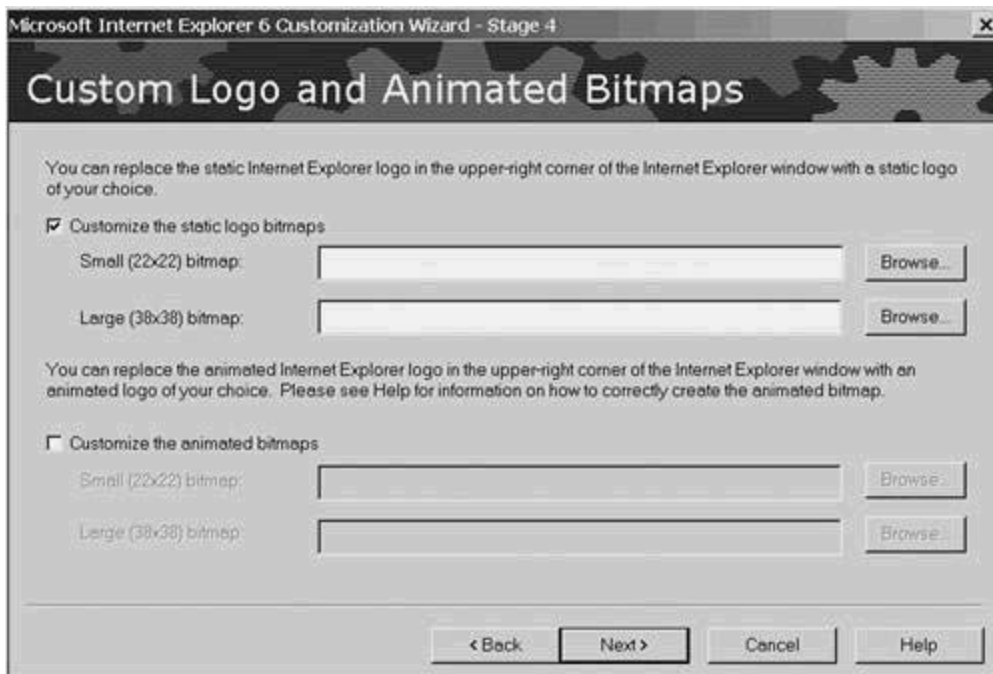 Microsoft Internet Explorer 6 Customization Wizard - Stage 4
Custom Logo and Animated Bitmaps
You can replace the static Internet Explorer logo in the upper-right corner of the Internet Explorer window with a static logo
of your choice.
Customize the static logo bitmaps
Small (22x22) bitmap:
Browse...
Large (38x38) bitmap:
Browse...
You can replace the animated Internet Explorer logo in the upper-right corner of the Internet Explorer window with an
animated logo of your choice. Please see Help for information on how to correctly create the animated bitmap.
Customize the animated bitmaps
Small (22x22) bitmap:
Browse...
Large (38x38) bitmap:
Browse...
< Back
Next >
Cancel
Help